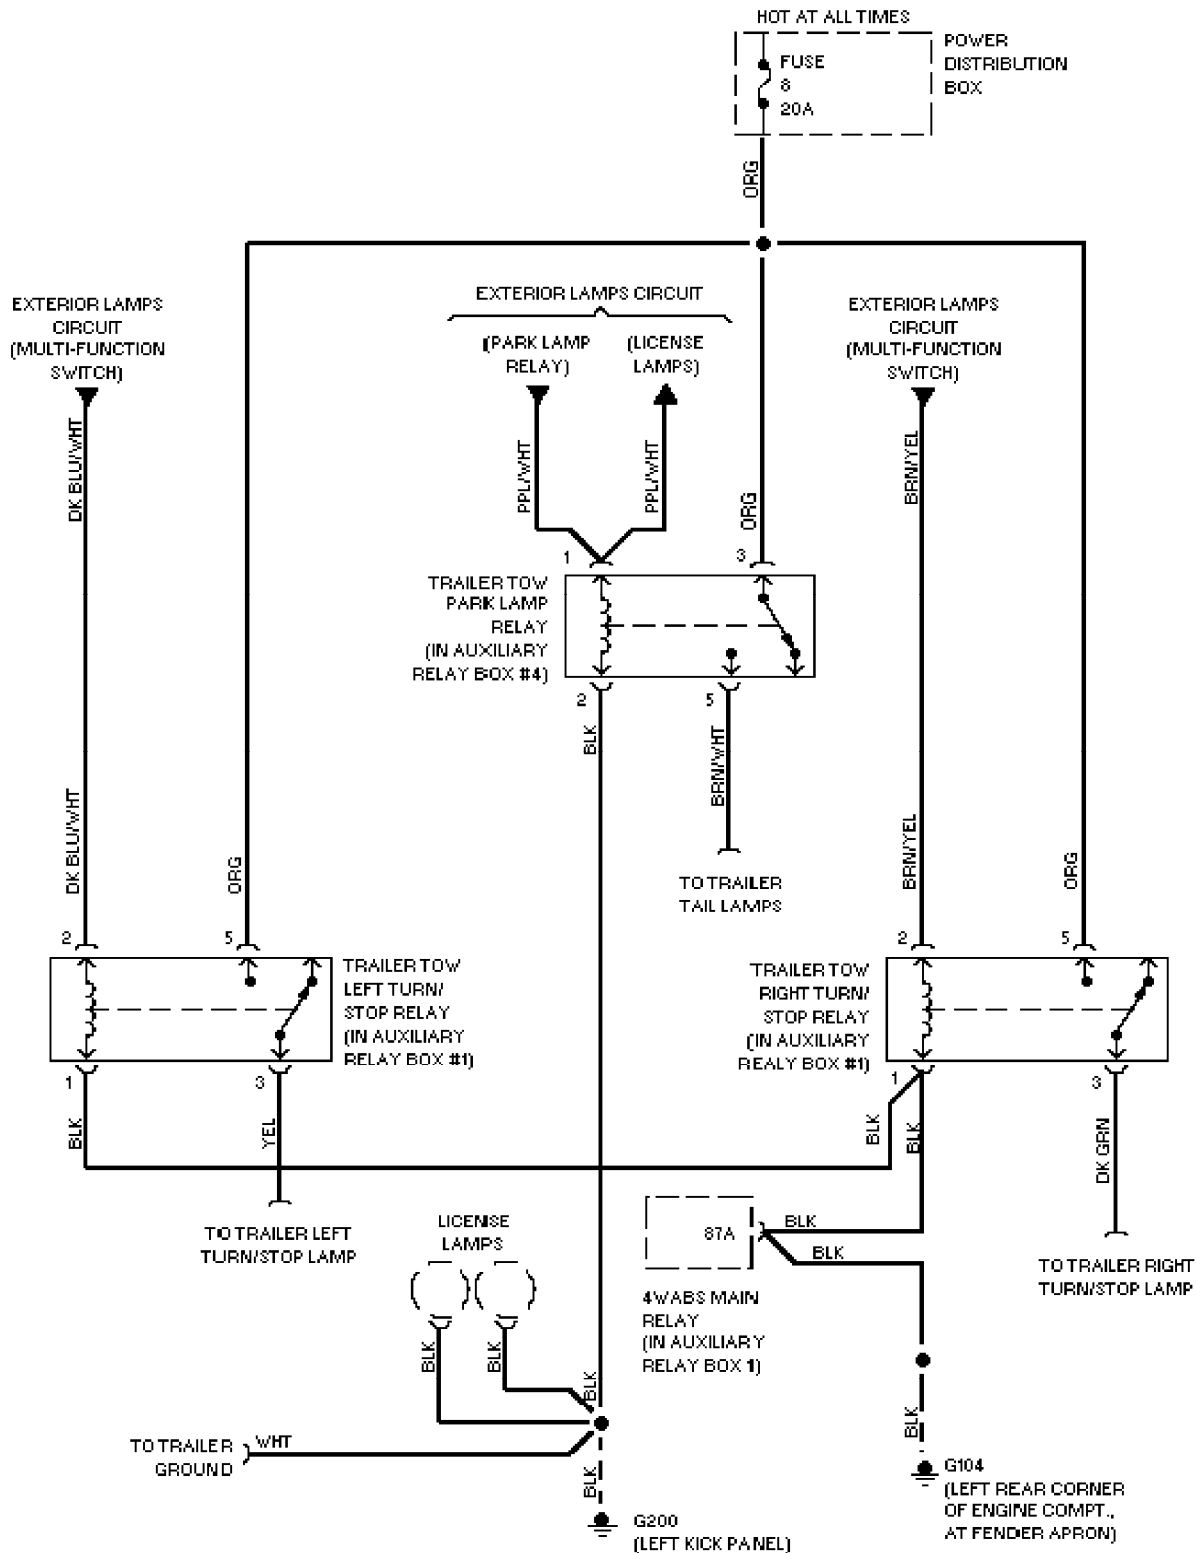 HOT AT ALL TIMES
POWER
DISTRIBUTION
BOX
FUSE
8
20A
ORG
EXTERIOR LAMPS
CIRCUIT
(MULTI-FUNCTION
SWITCH)
EXTERIOR LAMPS CIRCUIT
(PARK LAMP
RELAY)
(LICENSE
LAMPS)
EXTERIOR LAMPS
CIRCUIT
(MULTI-FUNCTION
SWITCH)
DK BLU/WHT
PPL/WHT
PPL/WHT
ORG
BRN/YEL
1
3
TRAILER TOW
PARK LAMP
RELAY
(IN AUXILIARY
RELAY BOX #4)
2
5
BLK
BRN/WHT
DK BLU/WHT
ORG
TO TRAILER
TAIL LAMPS
BRN/YEL
ORG
2
5
TRAILER TOW
LEFT TURN/
STOP RELAY
(IN AUXILIARY
RELAY BOX #1)
1
3
2
5
TRAILER TOW
RIGHT TURN/
STOP RELAY
(IN AUXILIARY
REALY BOX #1)
1
3
BLK
YEL
BLK
BLK
DK GRN
TO TRAILER LEFT
TURN/STOP LAMP
LICENSE
LAMPS
87A
BLK
BLK
TO TRAILER RIGHT
TURN/STOP LAMP
4WABS MAIN
RELAY
(IN AUXILIARY
RELAY BOX 1)
BLK
BLK
BLK
TO TRAILER
GROUND
WHT
BLK
BLK
G200
(LEFT KICK PANEL)
G104
(LEFT REAR CORNER
OF ENGINE COMPT.,
AT FENDER APRON)